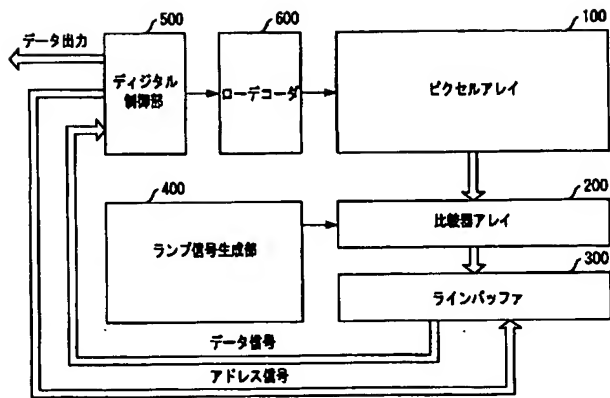 500
600
100
データ出力
ディジタル
制御部
ローデコーダ
ピクセルアレイ
400
200
ランプ信号生成部
比較器アレイ
300
ラインバッファ
データ信号
アドレス信号